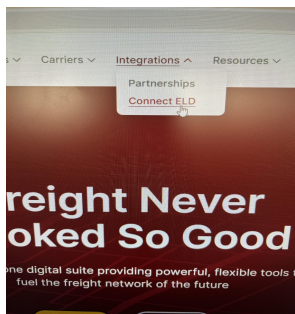 Carriers Integrations Resources
Partnerships
Connect ELD
reight Never
oked So Good
one digital suite providing powerful, flexible tools
fuel the freight network of the future